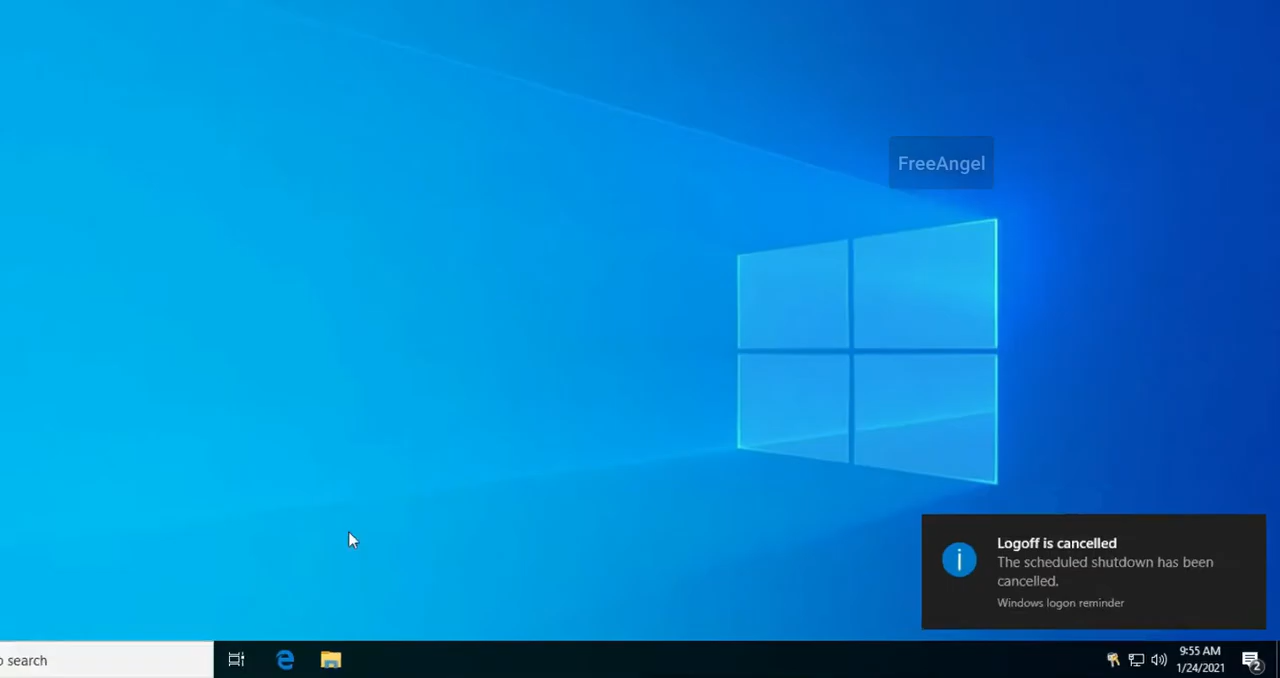 FreeAngel
Logoff is cancelled
The scheduled shutdown has been
cancelled.
Windows logon reminder
o search
9:55 AM
1/24/2021
2